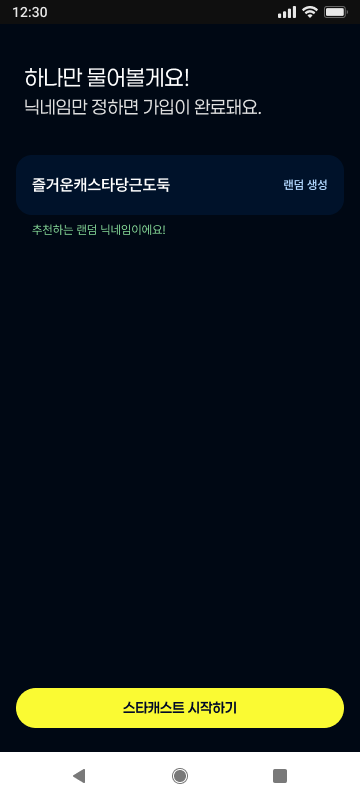 12:30
하나만 물어볼게요!
닉네임만 정하면 가입이 완료돼요.
즐거운캐스타당근도둑
랜덤 생성
추천하는 랜덤 닉네임이에요!
스타캐스트 시작하기